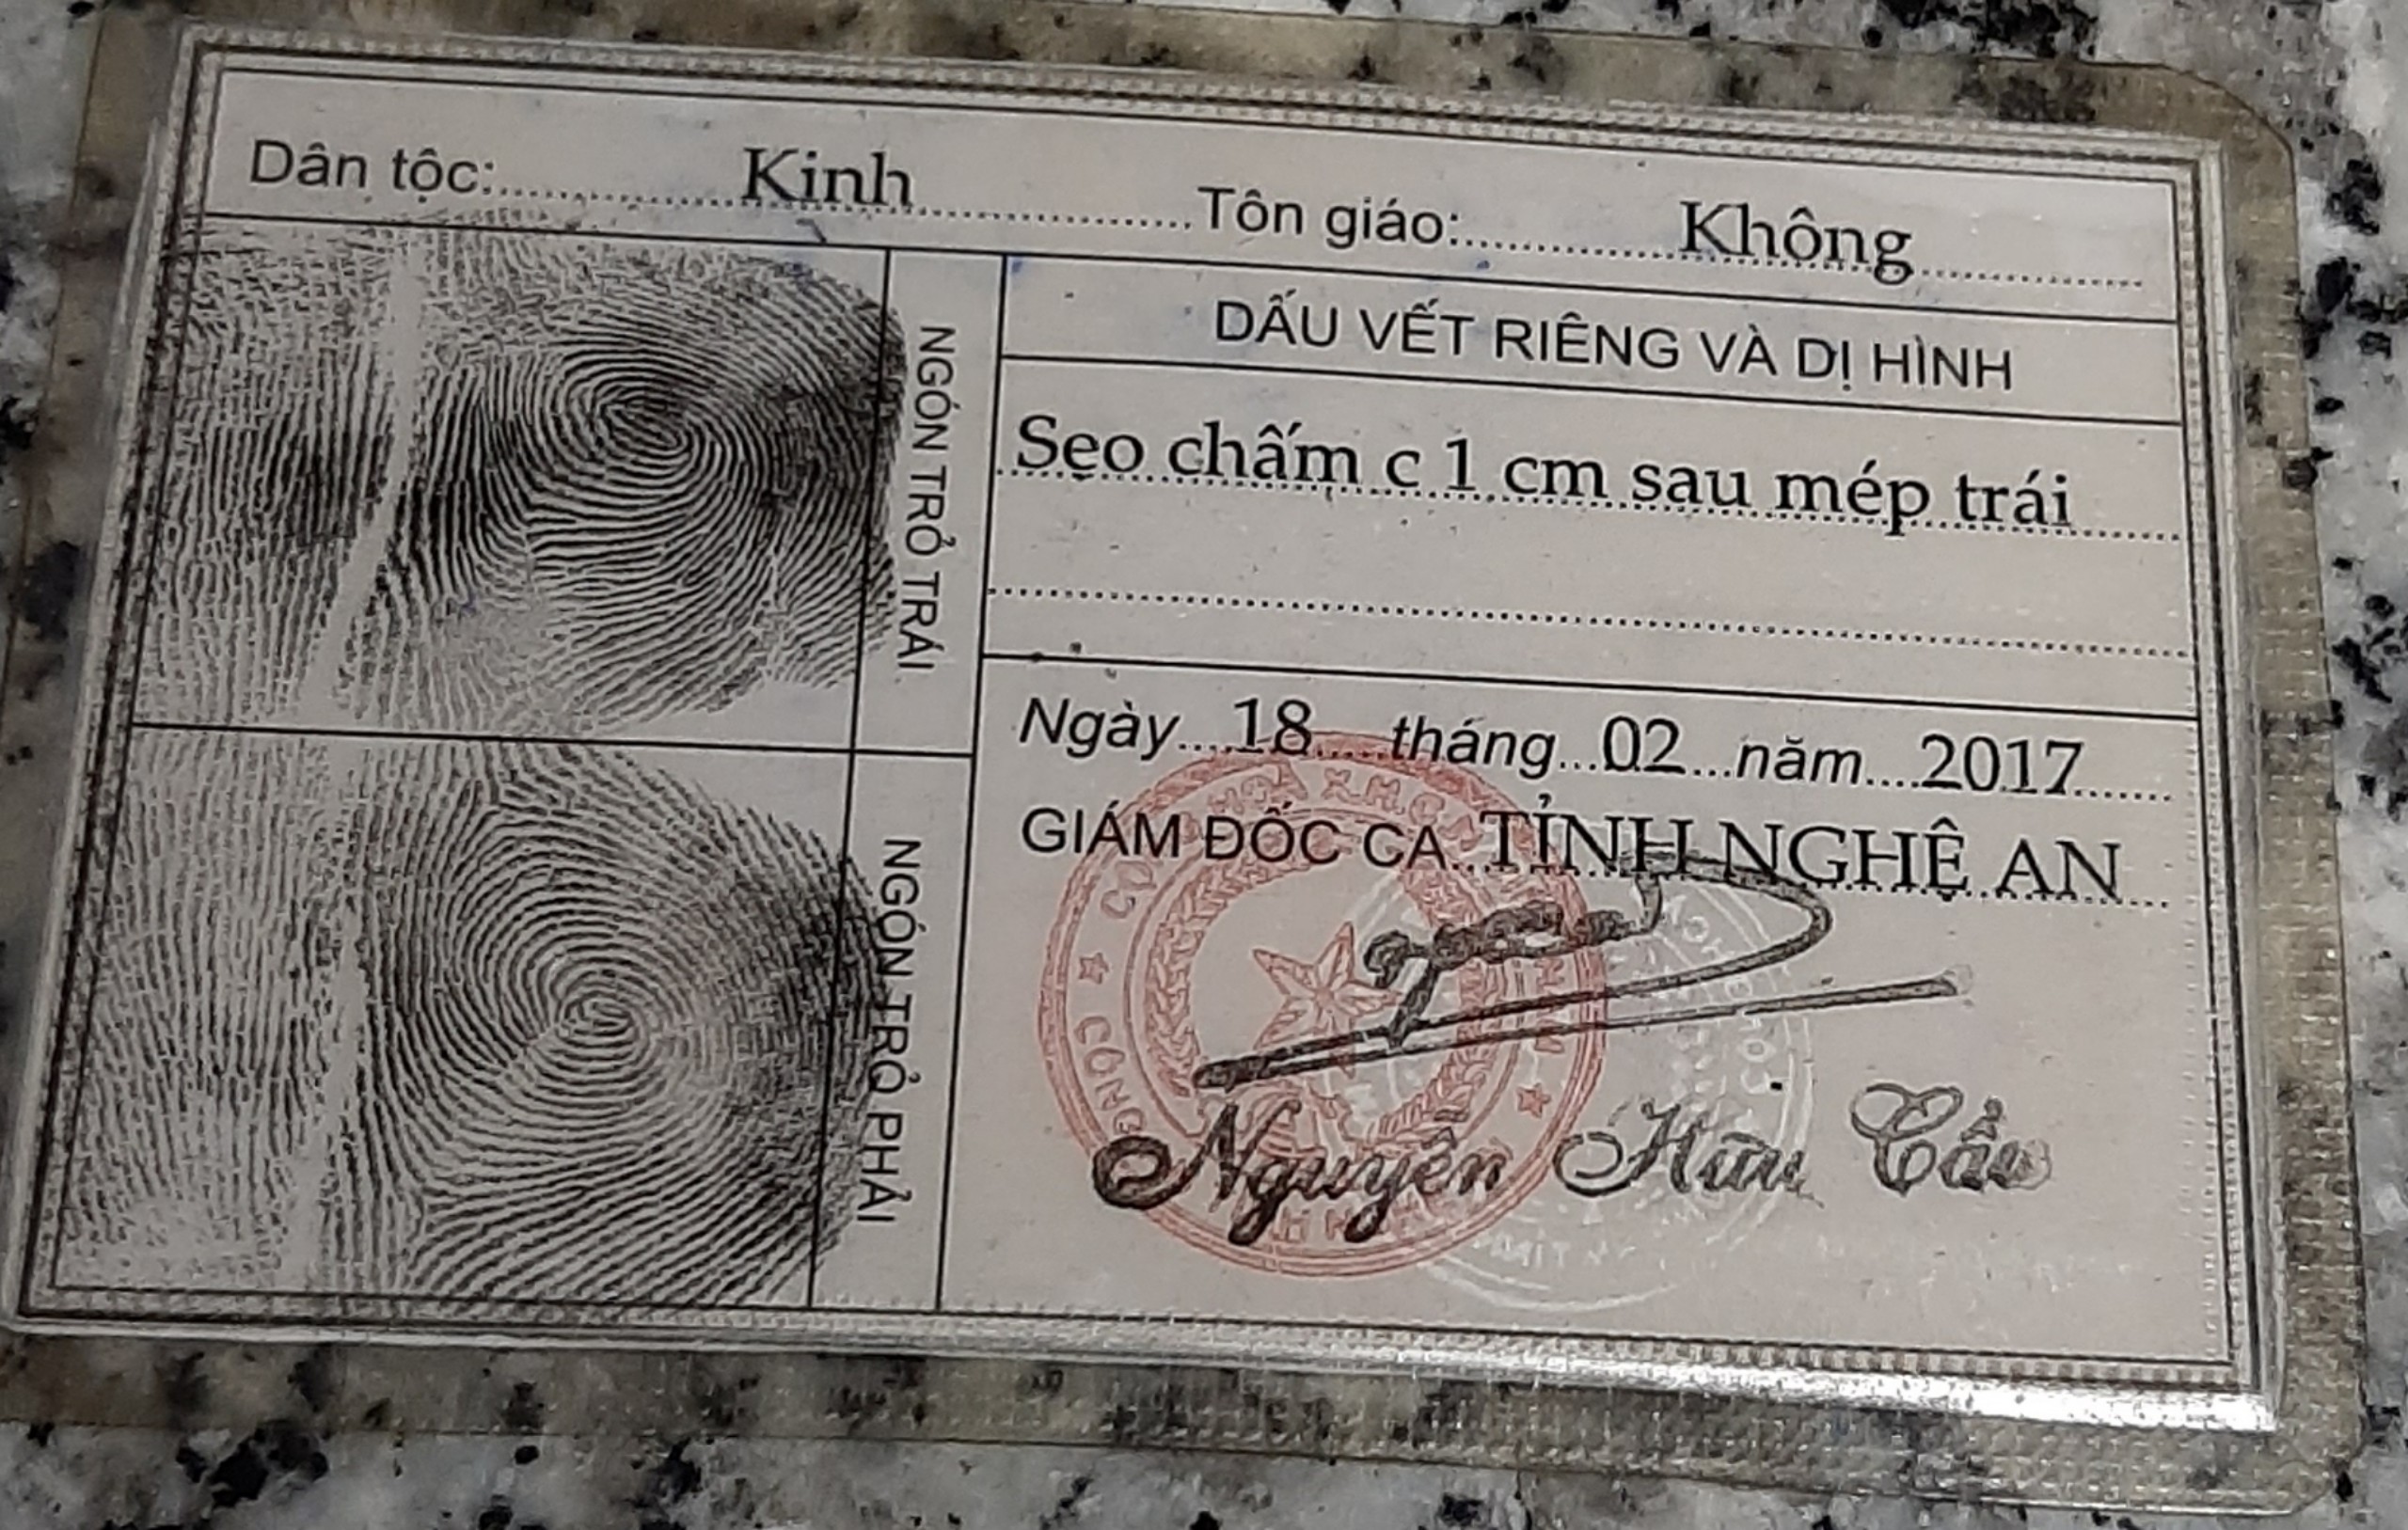 Dân tộc: Kinh Tôn giáo: Không
NGÓN TRỎ TRÁI
NGÓN TRỎ PHẢI
DẤU VẾT RIÊNG VÀ DỊ HÌNH
Sẹo chấm c 1 cm sau mép trái
Ngày 18 tháng 02 năm 2017
GIÁM ĐỐC CA TỈNH NGHỆ AN
Nguyễn Hữu Cầu